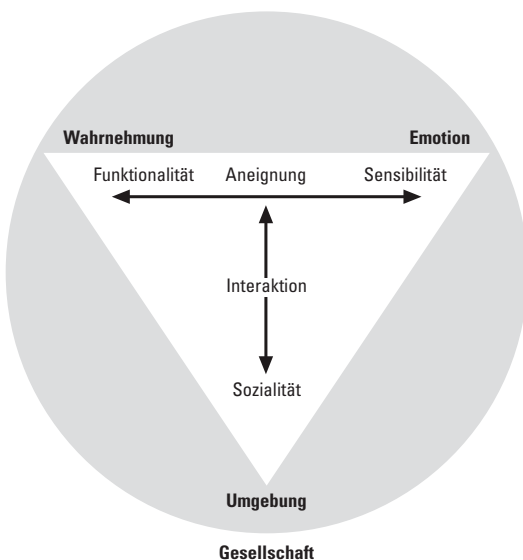 Wahrnehmung Emotion
Funktionalität Aneignung Sensibilität
Interaktion
Sozialität
Umgebung
Gesellschaft